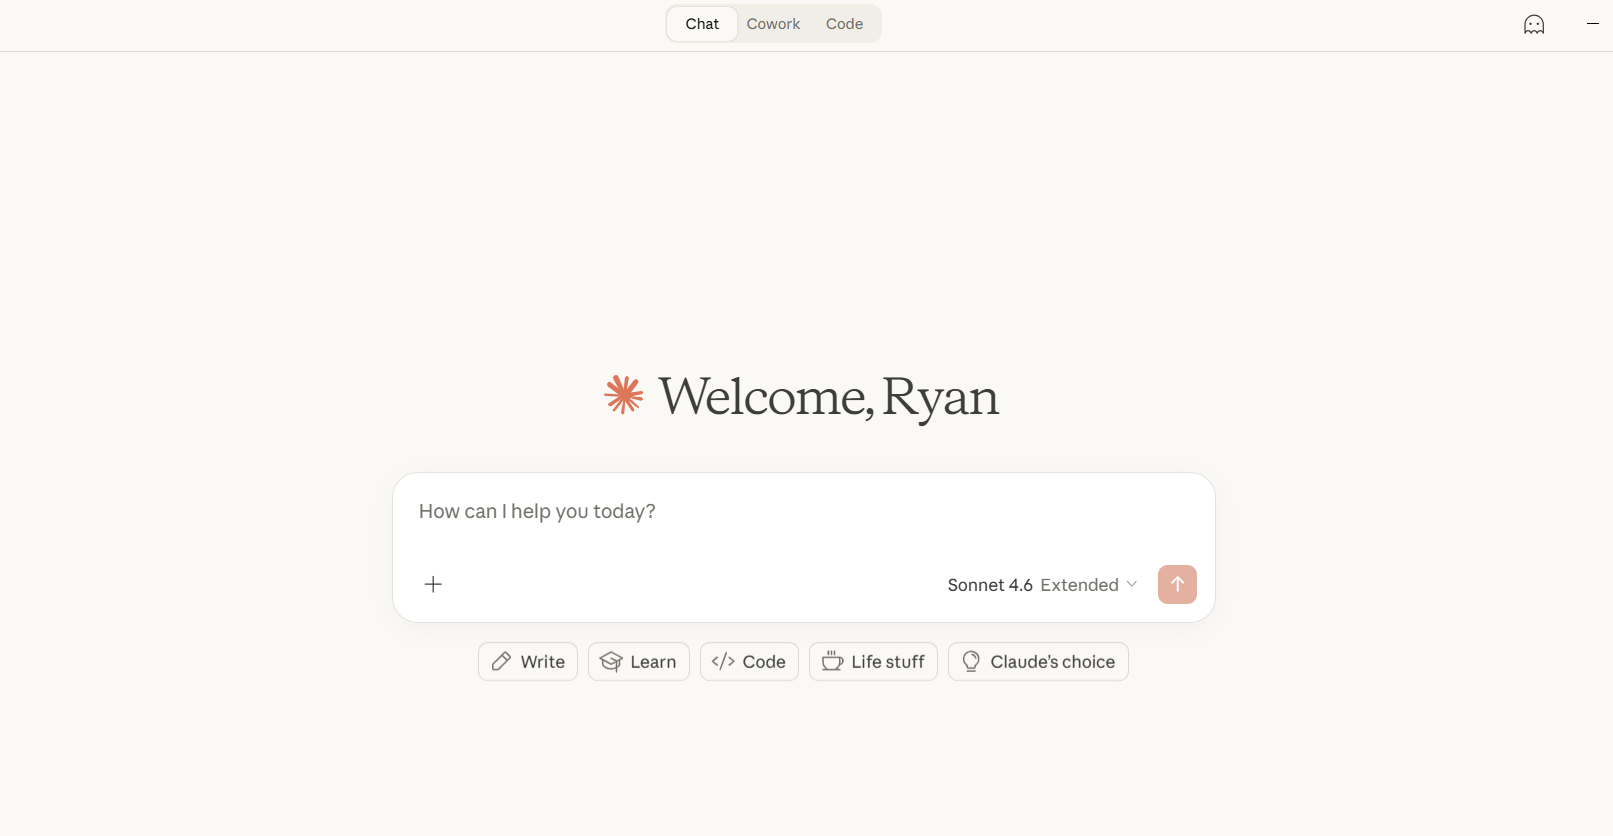 Chat Cowork Code
Welcome, Ryan
How can I help you today?
Sonnet 4.6 Extended
Write Learn Code Life stuff Claude's choice